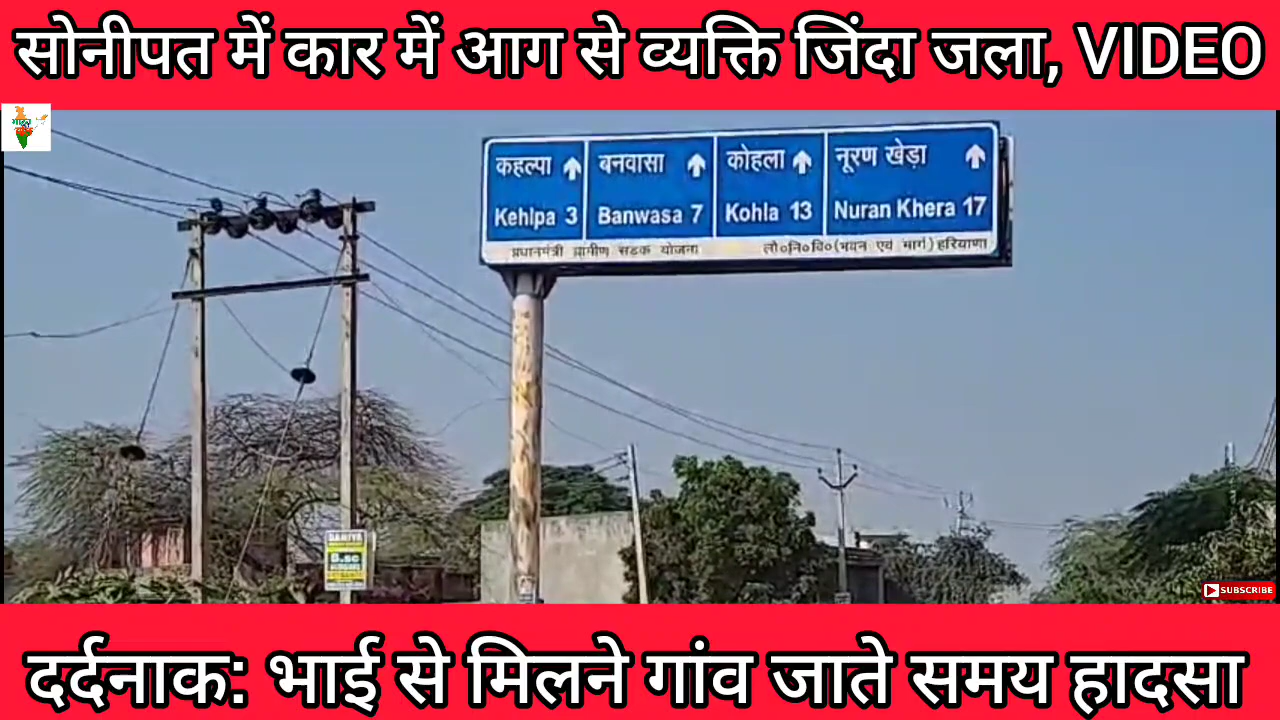 सोनीपत में कार में आग से व्यक्ति जिंदा जला, VIDEO
कहल्पा
Kehlpa 3
बनवासा
Banwasa 7
कोहला
Kohla 13
नूरण खेड़ा
Nuran Khera 17
प्रधानमंत्री ग्रामीण सड़क योजना
लो०नि०वि०(भवन एवं मार्ग) हरियाणा
B.sc
SUBSCRIBE
दर्दनाक: भाई से मिलने गांव जाते समय हादसा